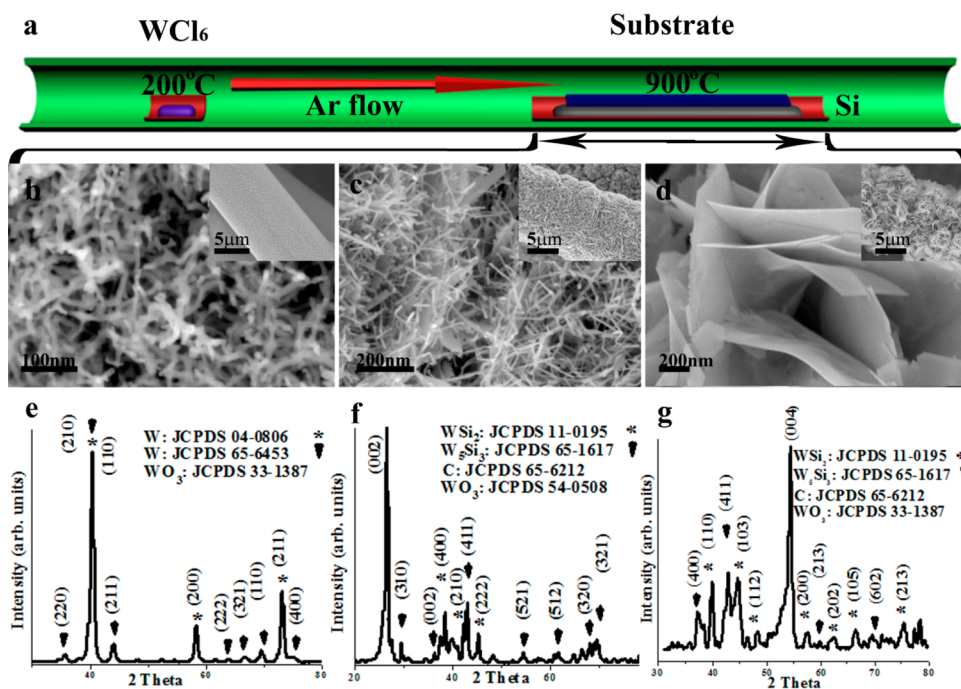 a
WCl₆
Substrate
200°C
900°C
Ar flow
Si
b
5μm
100nm
c
5μm
200nm
d
5μm
200nm
e
(210)
(110)
W: JCPDS 04-0806 *
W: JCPDS 65-6453
WO₃: JCPDS 33-1387
(220)
(211)
(200)
(222)
(321)
(110)
(211)
(400)
Intensity (arb. units)
40
60
80
2 Theta
f
(002)
WSi₂: JCPDS 11-0195 *
W₅Si₃: JCPDS 65-1617
C: JCPDS 65-6212
WO₃: JCPDS 54-0508
(310)
(002)
(400)
(210)
(411)
(222)
(521)
(512)
(320)
(321)
Intensity (arb. units)
20
40
60
2 Theta
g
(004)
WSi₂: JCPDS 11-0195 *
W₅Si₃: JCPDS 65-1617
C: JCPDS 65-6212
WO₃: JCPDS 33-1387
(400)
(110)
(411)
(103)
(112)
(200)
(213)
(202)
(105)
(602)
(213)
Intensity (arb. units)
30
40
50
60
70
80
2 Theta